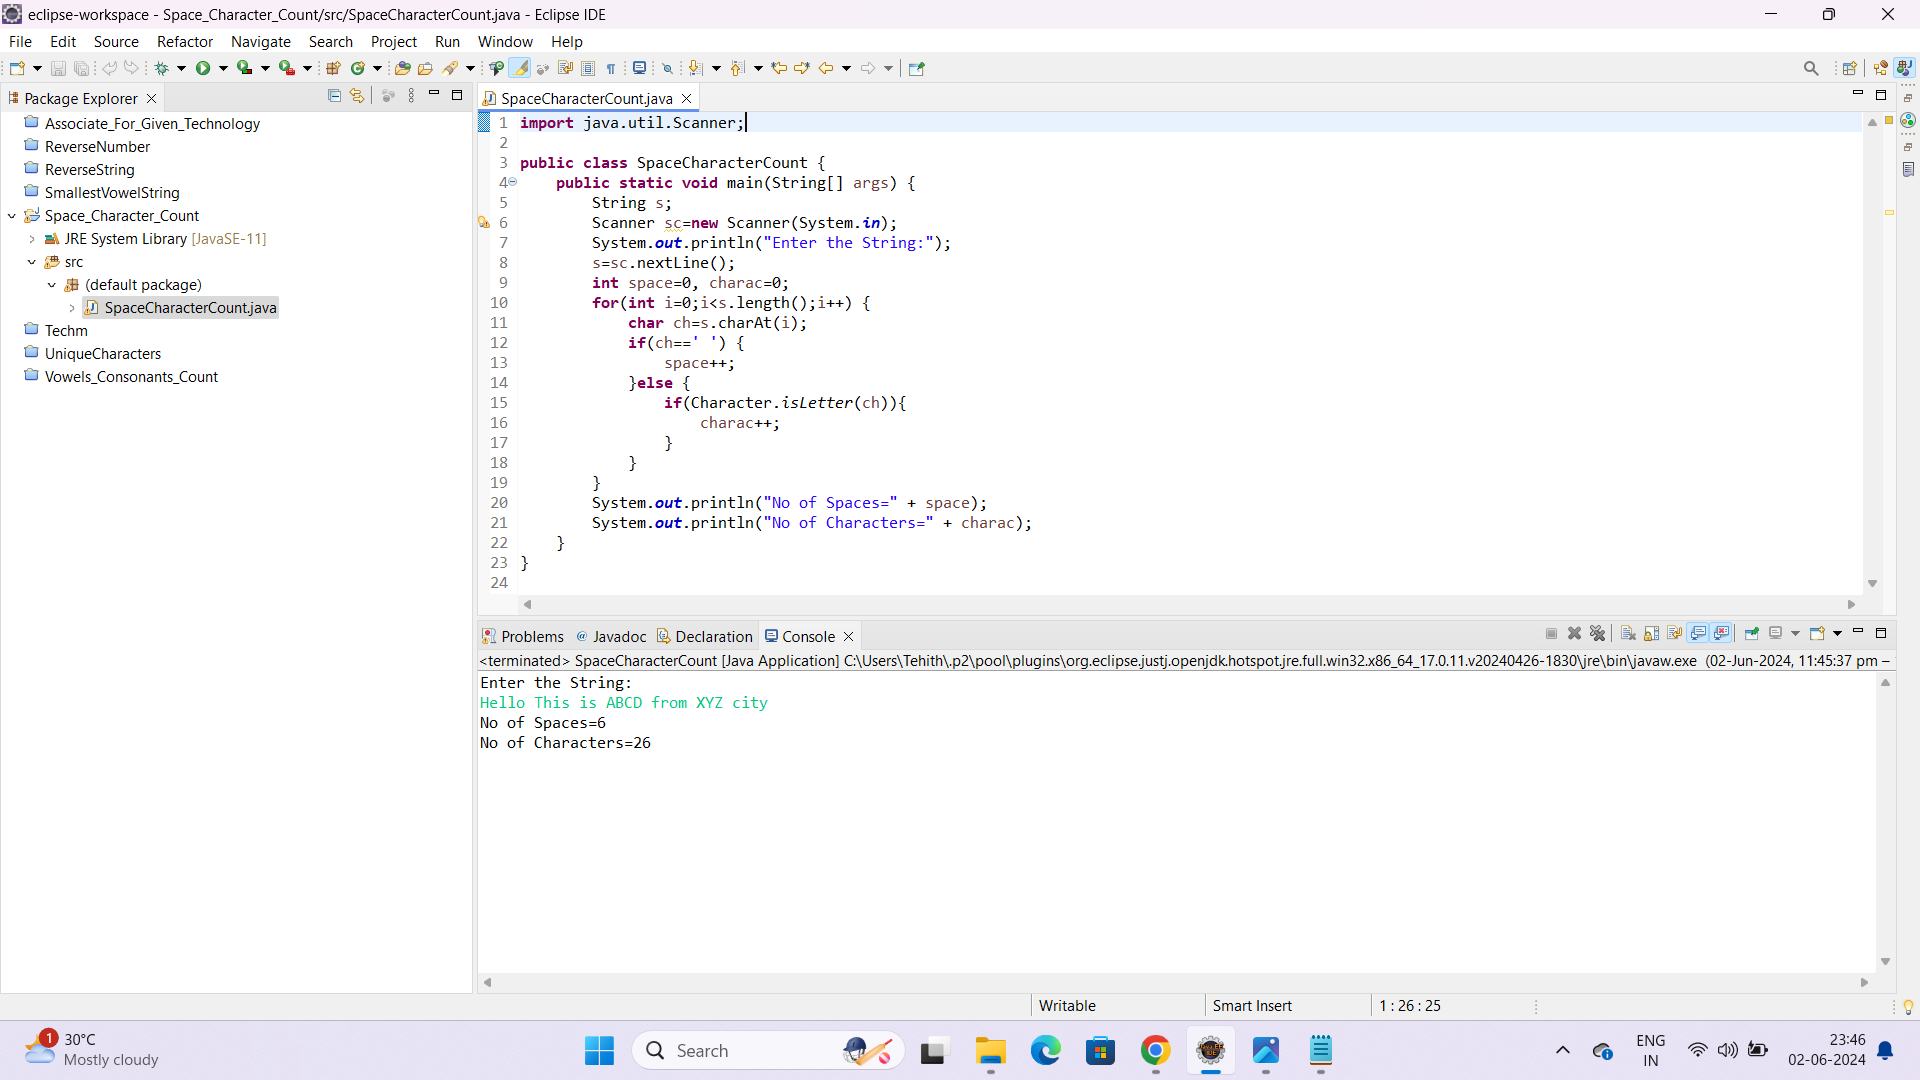 eclipse-workspace - Space_Character_Count/src/SpaceCharacterCount.java - Eclipse IDE
File Edit Source Refactor Navigate Search Project Run Window Help
Package Explorer
Associate_For_Given_Technology
ReverseNumber
ReverseString
SmallestVowelString
Space_Character_Count
JRE System Library [JavaSE-11]
src
(default package)
SpaceCharacterCount.java
Techm
UniqueCharacters
Vowels_Consonants_Count
SpaceCharacterCount.java
1 import java.util.Scanner;
2
3 public class SpaceCharacterCount {
4     public static void main(String[] args) {
5         String s;
6         Scanner sc=new Scanner(System.in);
7         System.out.println("Enter the String:");
8         s=sc.nextLine();
9         int space=0, charac=0;
10         for(int i=0;i<s.length();i++) {
11             char ch=s.charAt(i);
12             if(ch==' ') {
13                 space++;
14             }else {
15                 if(Character.isLetter(ch)){
16                     charac++;
17                 }
18             }
19         }
20         System.out.println("No of Spaces=" + space);
21         System.out.println("No of Characters=" + charac);
22     }
23 }
24
Problems @ Javadoc Declaration Console
<terminated> SpaceCharacterCount [Java Application] C:\Users\Tehith\.p2\pool\plugins\org.eclipse.justj.openjdk.hotspot.jre.full.win32.x86_64_17.0.11.v20240426-1830\jre\bin\javaw.exe (02-Jun-2024, 11:45:37 pm –
Enter the String:
Hello This is ABCD from XYZ city
No of Spaces=6
No of Characters=26
Writable Smart Insert 1 : 26 : 25
1
30°C
Mostly cloudy
Search
ENG
IN
23:46
02-06-2024